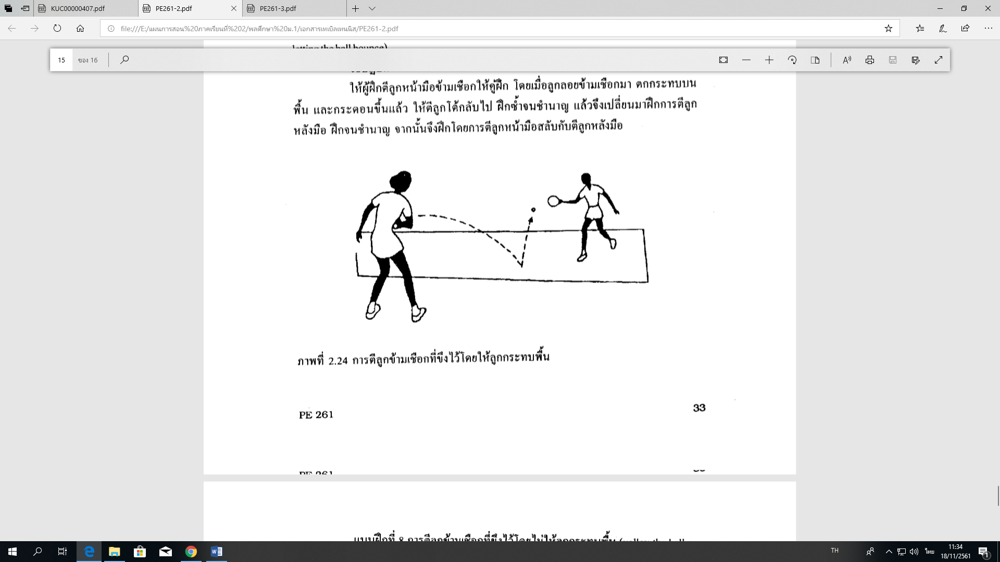 KUC00000407.pdf
PE261-2.pdf
PE261-3.pdf
file:///E:/แผนการสอน%20ภาคเรียนที่%202/พลศึกษา%20ม.1/เอกสารเทเบิลเทนนิส/PE261-2.pdf
letting the ball bounce)
15 ของ 16
ให้ผู้ฝึกตีลูกหน้ามือข้ามเชือกให้คู่ฝึก โดยเมื่อลูกลอยข้ามเชือกมา ตกกระทบบน
พื้น และกระดอนขึ้นแล้ว ให้ตีลูกโต้กลับไป ฝึกซ้ำจนชำนาญ แล้วจึงเปลี่ยนมาฝึกการตีลูก
หลังมือ ฝึกจนชำนาญ จากนั้นจึงฝึกโดยการตีลูกหน้ามือสลับกับตีลูกหลังมือ
ภาพที่ 2.24 การตีลูกข้ามเชือกที่ขึงไว้โดยให้ลูกกระทบพื้น
PE 261 33
PE 261
แบบฝึกที่ 8 การตีลูกข้ามเชือกที่ขึงไว้โดยไม่ให้ลูกกระทบพื้น
TH
ไทย
11:34
18/11/2561
1